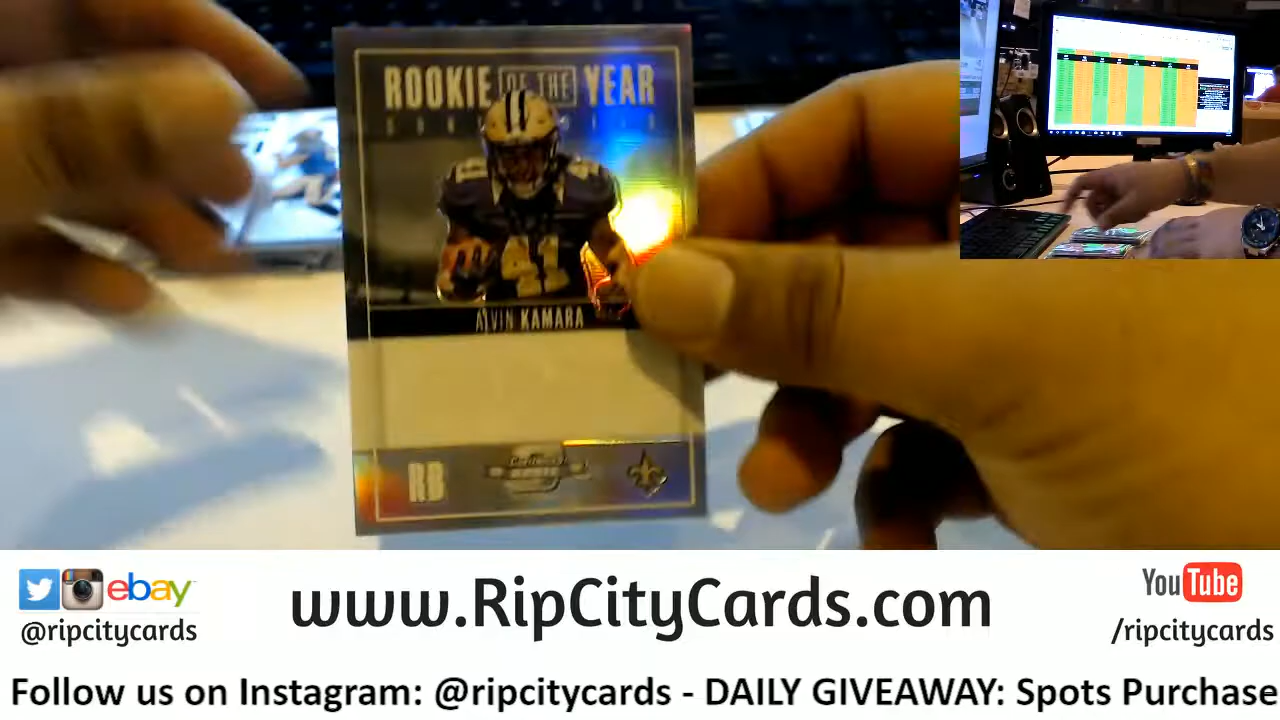 ROOKIE OF THE YEAR
41
ALVIN KAMARA
RB
ebay
@ripcitycards
www.RipCityCards.com
YouTube
/ripcitycards
Follow us on Instagram: @ripcitycards - DAILY GIVEAWAY: Spots Purchase